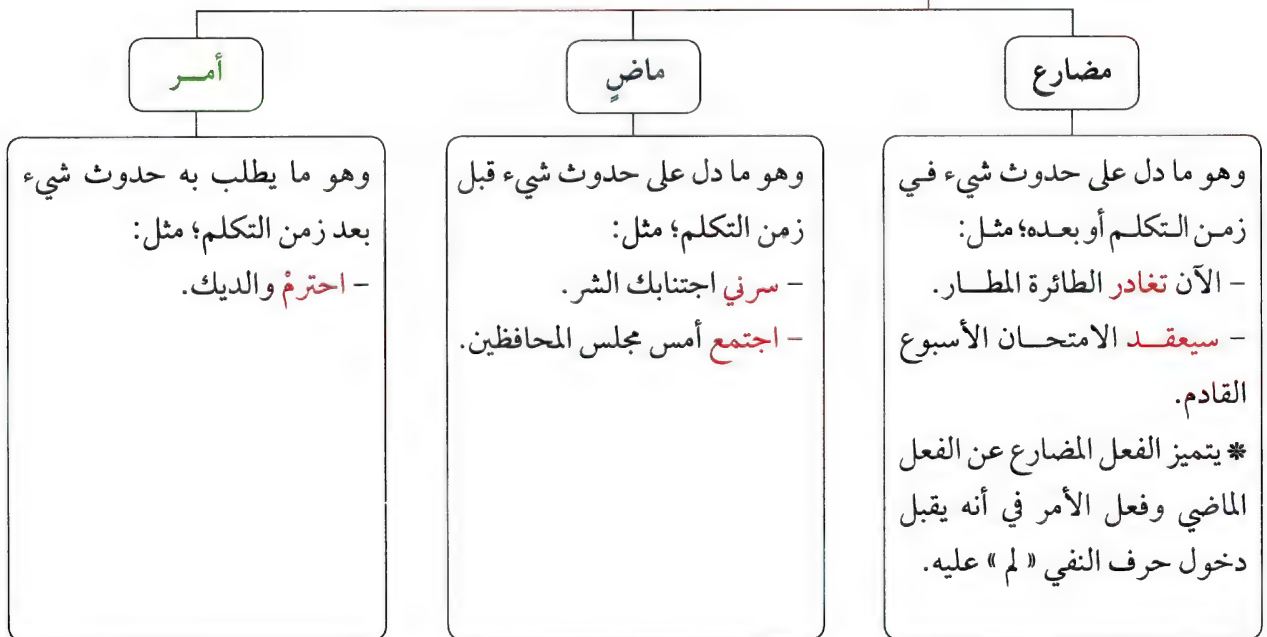 مضارع
وهو ما دل على حدوث شيء في
زمن التكلم أو بعده؛ مثل:
- الآن تغادر الطائرة المطار.
- سيعقد الامتحان الأسبوع
القادم.
* يتميز الفعل المضارع عن الفعل
الماضي وفعل الأمر في أنه يقبل
دخول حرف النفي « لم » عليه.
ماضٍ
وهو ما دل على حدوث شيء قبل
زمن التكلم؛ مثل:
- سرني اجتنابك الشر.
- اجتمع أمس مجلس المحافظين.
أمر
وهو ما يطلب به حدوث شيء
بعد زمن التكلم؛ مثل:
- احترمْ والديك.